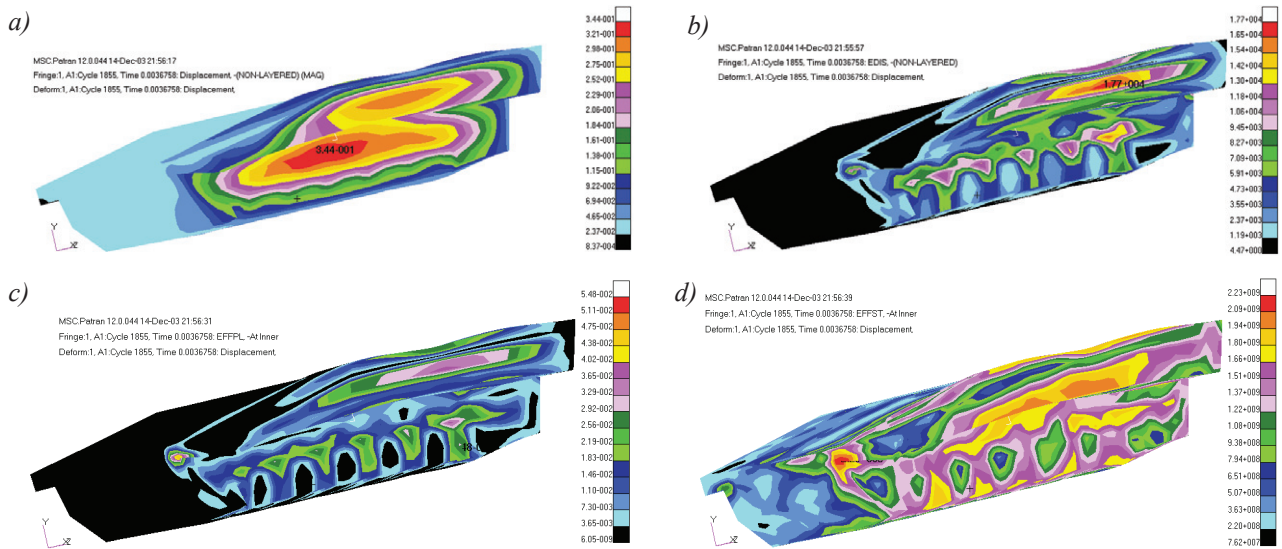 a)
MSC.Patran 12.0.044 14-Dec-03 21:56:17
Fringe:1, A1:Cycle 1855, Time 0.0036758: Displacement, -(NON-LAYERED) (MAG)
Deform:1, A1:Cycle 1855, Time 0.0036758: Displacement,
3.44-001
3.44-001
3.21-001
2.98-001
2.75-001
2.52-001
2.29-001
2.06-001
1.84-001
1.61-001
1.38-001
1.15-001
9.22-002
6.94-002
4.65-002
2.37-002
8.37-004
Y
XZ
b)
MSC.Patran 12.0.044 14-Dec-03 21:55:57
Fringe:1, A1:Cycle 1855, Time 0.0036758: EDIS, -(NON-LAYERED)
Deform:1, A1:Cycle 1855, Time 0.0036758: Displacement,
1.77+004
1.77+004
1.65+004
1.54+004
1.42+004
1.30+004
1.18+004
1.06+004
9.45+003
8.27+003
7.09+003
5.91+003
4.73+003
3.55+003
2.37+003
1.19+003
4.47+000
Y
XZ
c)
MSC.Patran 12.0.044 14-Dec-03 21:56:31
Fringe:1, A1:Cycle 1855, Time 0.0036758: EFFPL, -At Inner
Deform:1, A1:Cycle 1855, Time 0.0036758: Displacement,
5.48-002
5.11-002
4.75-002
4.38-002
4.02-002
3.65-002
3.29-002
2.92-002
2.56-002
2.19-002
1.83-002
1.46-002
1.10-002
7.30-003
3.65-003
6.05-009
Y
XZ
d)
MSC.Patran 12.0.044 14-Dec-03 21:56:39
Fringe:1, A1:Cycle 1855, Time 0.0036758: EFFST, -At Inner
Deform:1, A1:Cycle 1855, Time 0.0036758: Displacement,
2.23+009
2.09+009
1.94+009
1.80+009
1.66+009
1.51+009
1.37+009
1.22+009
1.08+009
9.38+008
7.94+008
6.51+008
5.07+008
3.63+008
2.20+008
7.62+007
Y
XZ